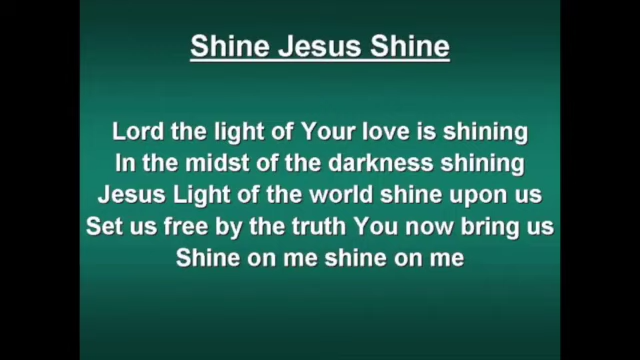 Shine Jesus Shine
Lord the light of Your love is shining
In the midst of the darkness shining
Jesus Light of the world shine upon us
Set us free by the truth You now bring us
Shine on me shine on me